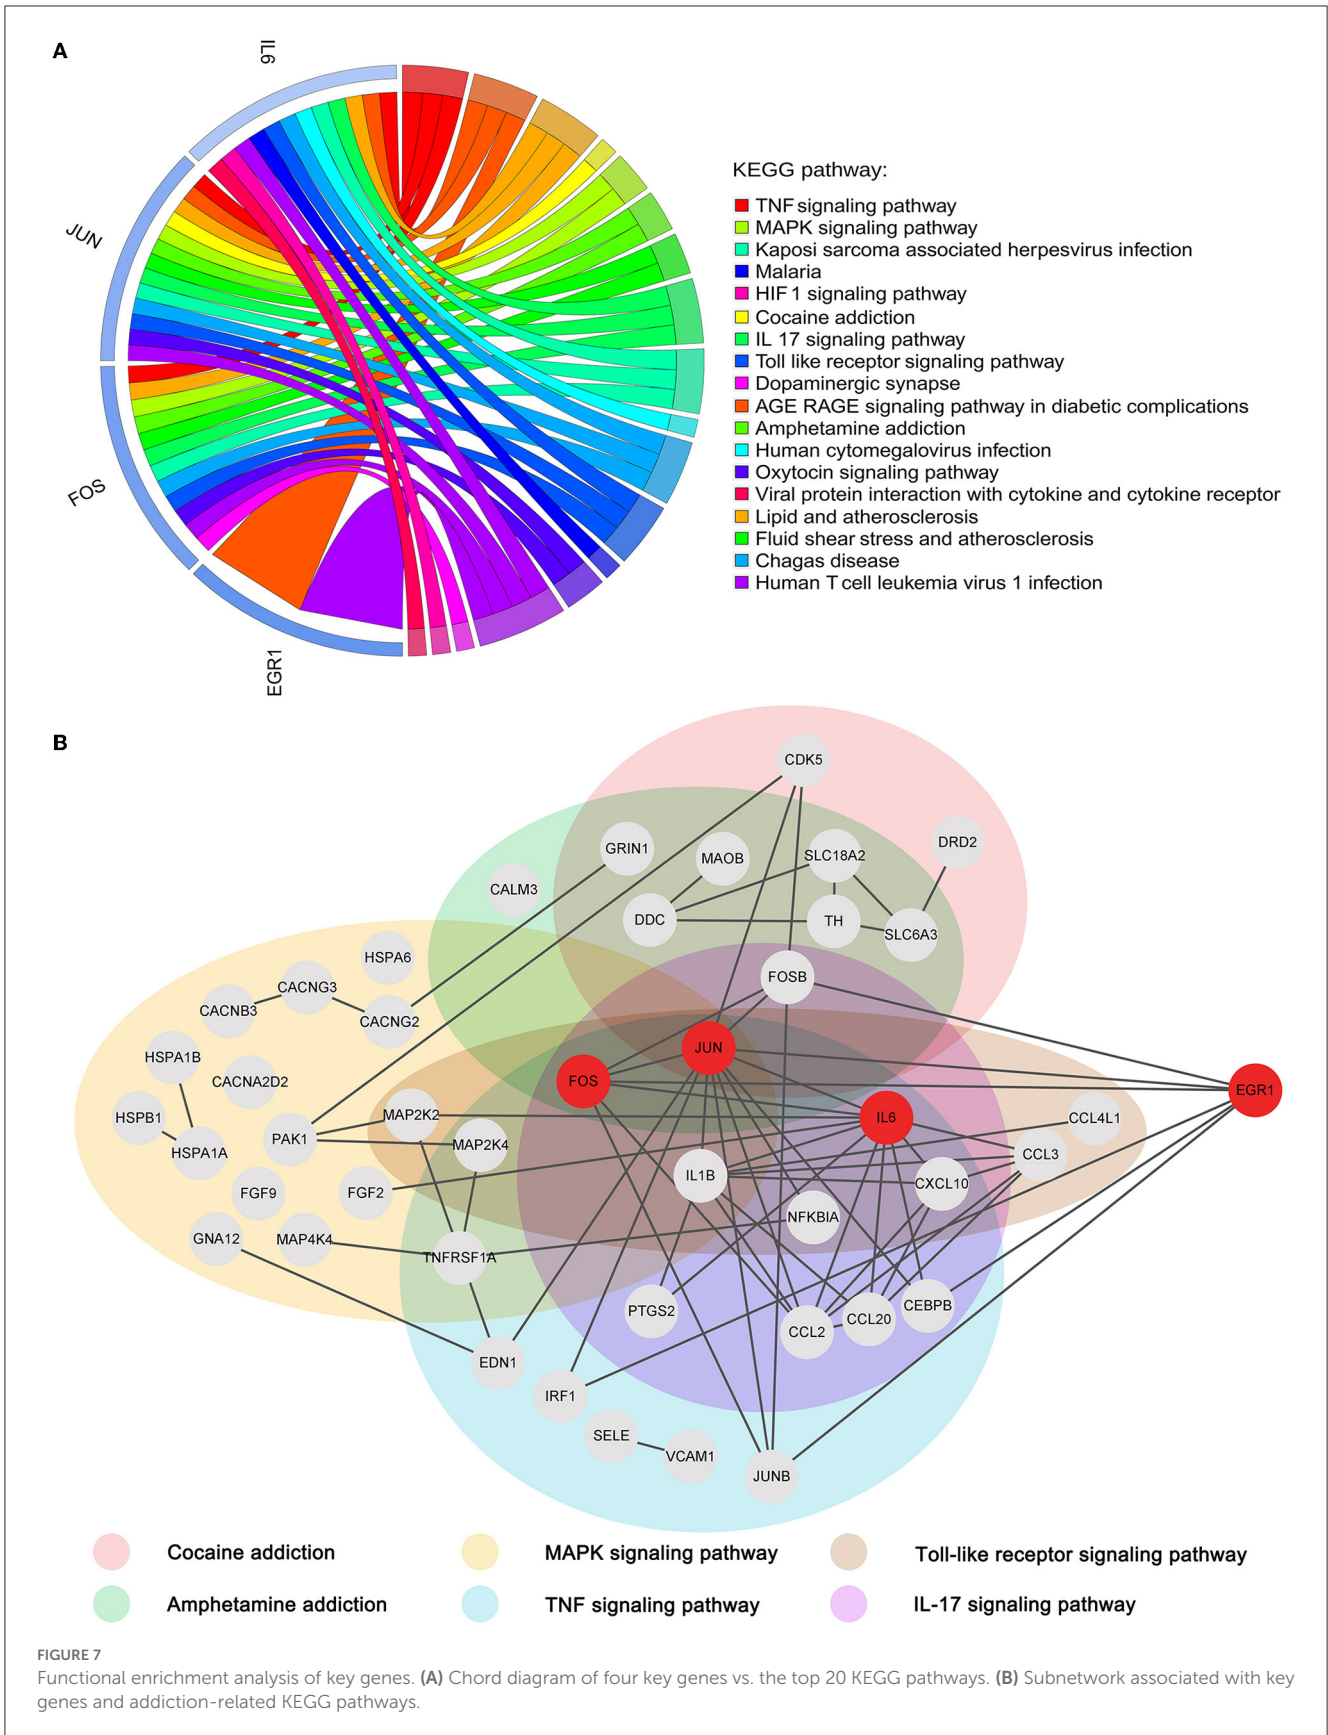 A
IL6
JUN
FOS
EGR1
KEGG pathway:
TNF signaling pathway
MAPK signaling pathway
Kaposi sarcoma associated herpesvirus infection
Malaria
HIF 1 signaling pathway
Cocaine addiction
IL 17 signaling pathway
Toll like receptor signaling pathway
Dopaminergic synapse
AGE RAGE signaling pathway in diabetic complications
Amphetamine addiction
Human cytomegalovirus infection
Oxytocin signaling pathway
Viral protein interaction with cytokine and cytokine receptor
Lipid and atherosclerosis
Fluid shear stress and atherosclerosis
Chagas disease
Human T cell leukemia virus 1 infection
B
CDK5
GRIN1
MAOB
SLC18A2
DRD2
CALM3
DDC
TH
SLC6A3
HSPA6
FOSB
CACNG3
CACNB3
CACNG2
HSPA1B
JUN
CACNA2D2
FOS
EGR1
HSPB1
MAP2K2
IL6
CCL4L1
PAK1
MAP2K4
HSPA1A
CCL3
IL1B
CXCL10
FGF9
FGF2
NFKBIA
GNA12
MAP4K4
TNFRSF1A
PTGS2
CCL2
CCL20
CEBPB
EDN1
IRF1
SELE
VCAM1
JUNB
Cocaine addiction
MAPK signaling pathway
Toll-like receptor signaling pathway
Amphetamine addiction
TNF signaling pathway
IL-17 signaling pathway
FIGURE 7
Functional enrichment analysis of key genes. (A) Chord diagram of four key genes vs. the top 20 KEGG pathways. (B) Subnetwork associated with key
genes and addiction-related KEGG pathways.